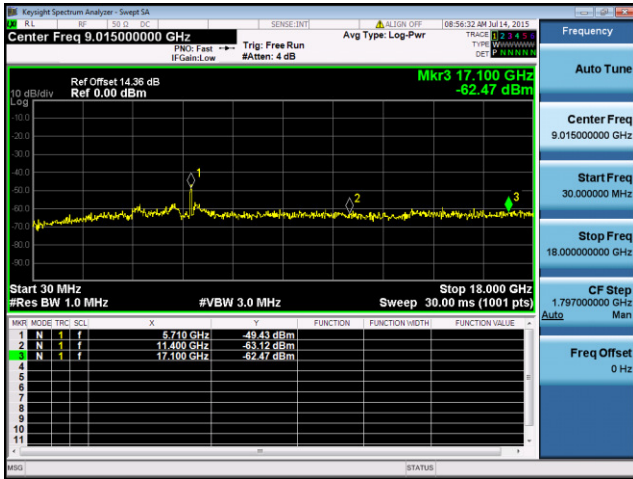 Keysight Spectrum Analyzer - Swept SA
RL RF 50 Ω DC SENSE:INT ALIGN OFF 08:56:32 AM Jul 14, 2015
Center Freq 9.015000000 GHz
PNO: Fast
IFGain:Low
Trig: Free Run
#Atten: 4 dB
Avg Type: Log-Pwr
TRACE 1 2 3 4 5 6
TYPE WWWWWW
DET P NNNNN
Ref Offset 14.36 dB
Ref 0.00 dBm
10 dB/div
Log
Mkr3 17.100 GHz
-62.47 dBm
-10.0
-20.0
-30.0
-40.0
-50.0
-60.0
-70.0
-80.0
-90.0
1
2
3
Start 30 MHz
Stop 18.000 GHz
#Res BW 1.0 MHz
#VBW 3.0 MHz
Sweep 30.00 ms (1001 pts)
MKR MODE TRC SCL X Y FUNCTION FUNCTION WIDTH FUNCTION VALUE
1 N 1 f 5.710 GHz -49.43 dBm
2 N 1 f 11.400 GHz -63.12 dBm
3 N 1 f 17.100 GHz -62.47 dBm
4
5
6
7
8
9
10
11
MSG
STATUS
Frequency
Auto Tune
Center Freq
9.015000000 GHz
Start Freq
30.000000 MHz
Stop Freq
18.000000000 GHz
CF Step
1.797000000 GHz
Auto Man
Freq Offset
0 Hz